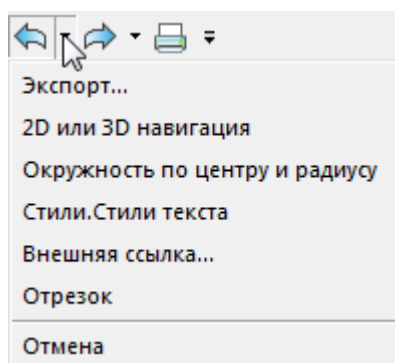 Экспорт...
2D или 3D навигация
Окружность по центру и радиусу
Стили.Стили текста
Внешняя ссылка...
Отрезок
Отмена